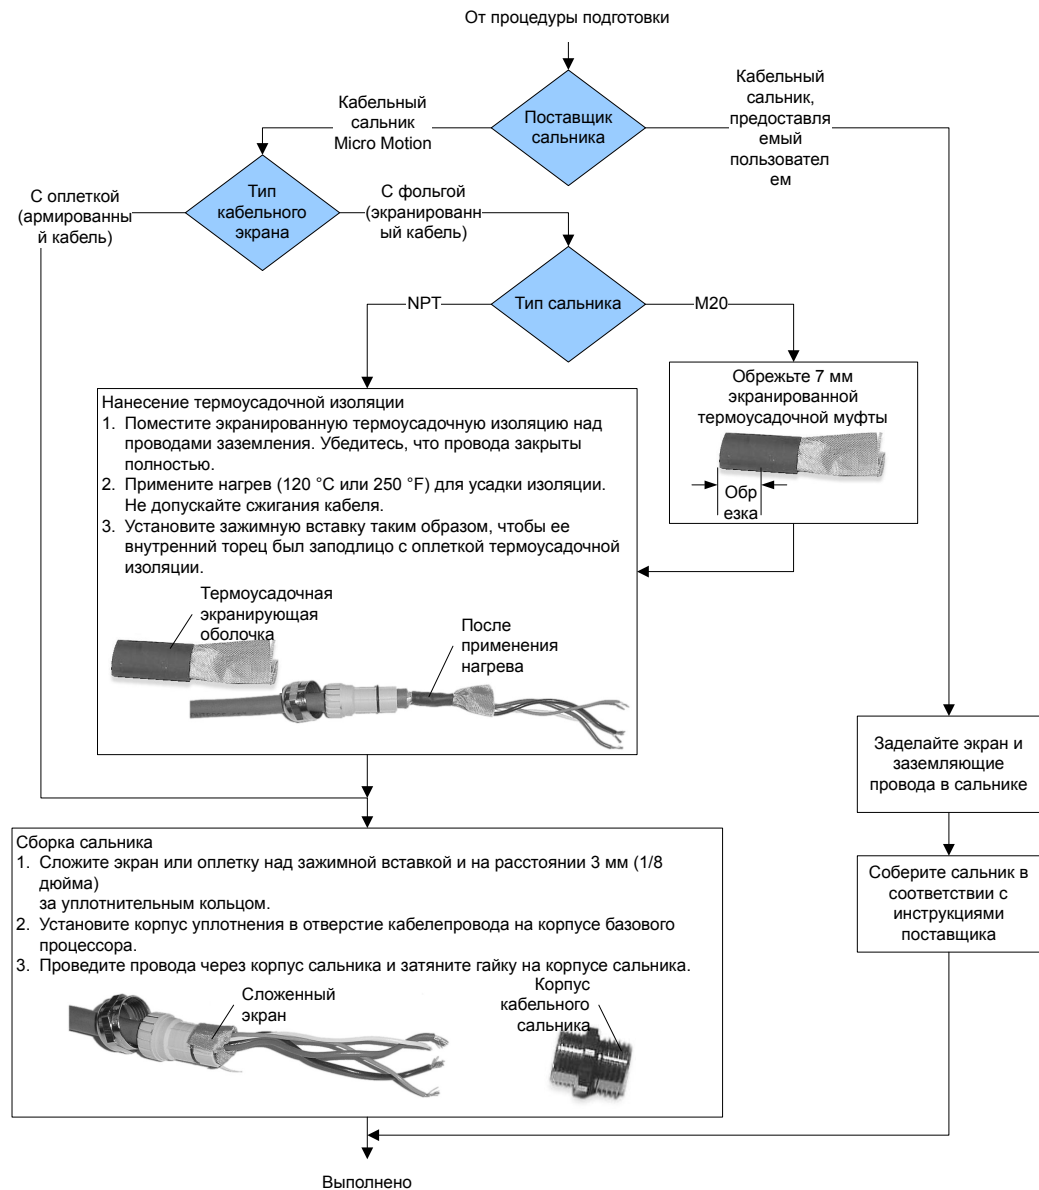 От процедуры подготовки
Поставщик
сальника
Кабельный
сальник
Micro Motion
Кабельный
сальник,
предоставля
емый
пользовател
ем
Тип
кабельного
экрана
С оплеткой
(армированны
й кабель)
С фольгой
(экранированн
ый кабель)
Тип сальника
NPT
M20
Обрежьте 7 мм
экранированной
термоусадочной муфты
Обр
езка
Нанесение термоусадочной изоляции
1. Поместите экранированную термоусадочную изоляцию над
проводами заземления. Убедитесь, что провода закрыты
полностью.
2. Примените нагрев (120 °C или 250 °F) для усадки изоляции.
Не допускайте сжигания кабеля.
3. Установите зажимную вставку таким образом, чтобы ее
внутренний торец был заподлицо с оплеткой термоусадочной
изоляции.
Термоусадочная
экранирующая
оболочка
После
применения
нагрева
Заделайте экран и
заземляющие
провода в сальнике
Соберите сальник в
соответствии с
инструкциями
поставщика
Сборка сальника
1. Сложите экран или оплетку над зажимной вставкой и на расстоянии 3 мм (1/8
дюйма)
за уплотнительным кольцом.
2. Установите корпус уплотнения в отверстие кабелепровода на корпусе базового
процессора.
3. Проведите провода через корпус сальника и затяните гайку на корпусе сальника.
Сложенный
экран
Корпус
кабельного
сальника
Выполнено